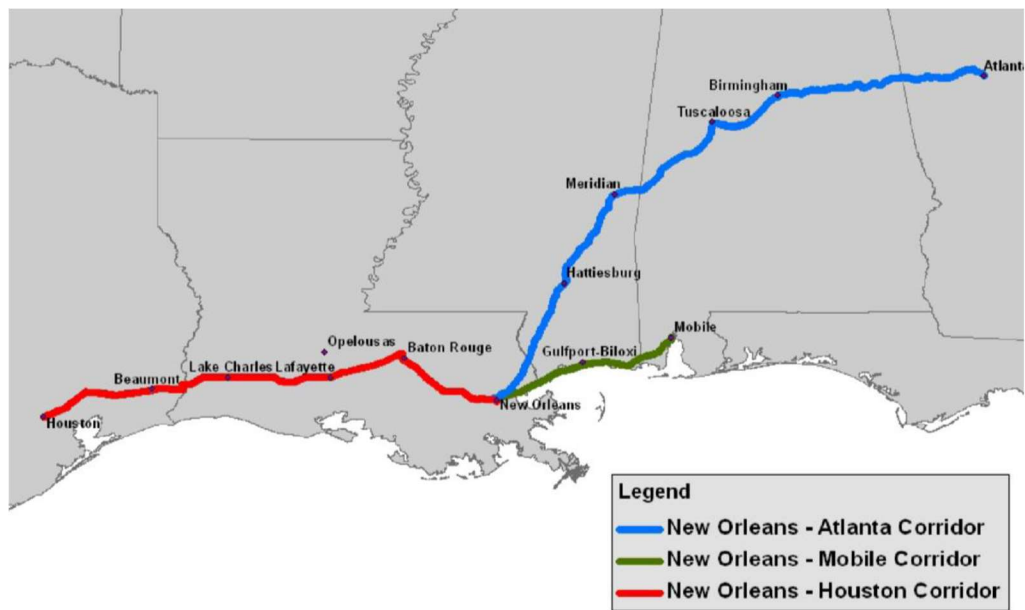 Atlanta
Birmingham
Tuscaloosa
Meridian
Hattiesburg
Mobile
Opelousas
Baton Rouge
Gulfport-Biloxi
Lake Charles
Lafayette
Beaumont
New Orleans
Houston
Legend
New Orleans - Atlanta Corridor
New Orleans - Mobile Corridor
New Orleans - Houston Corridor